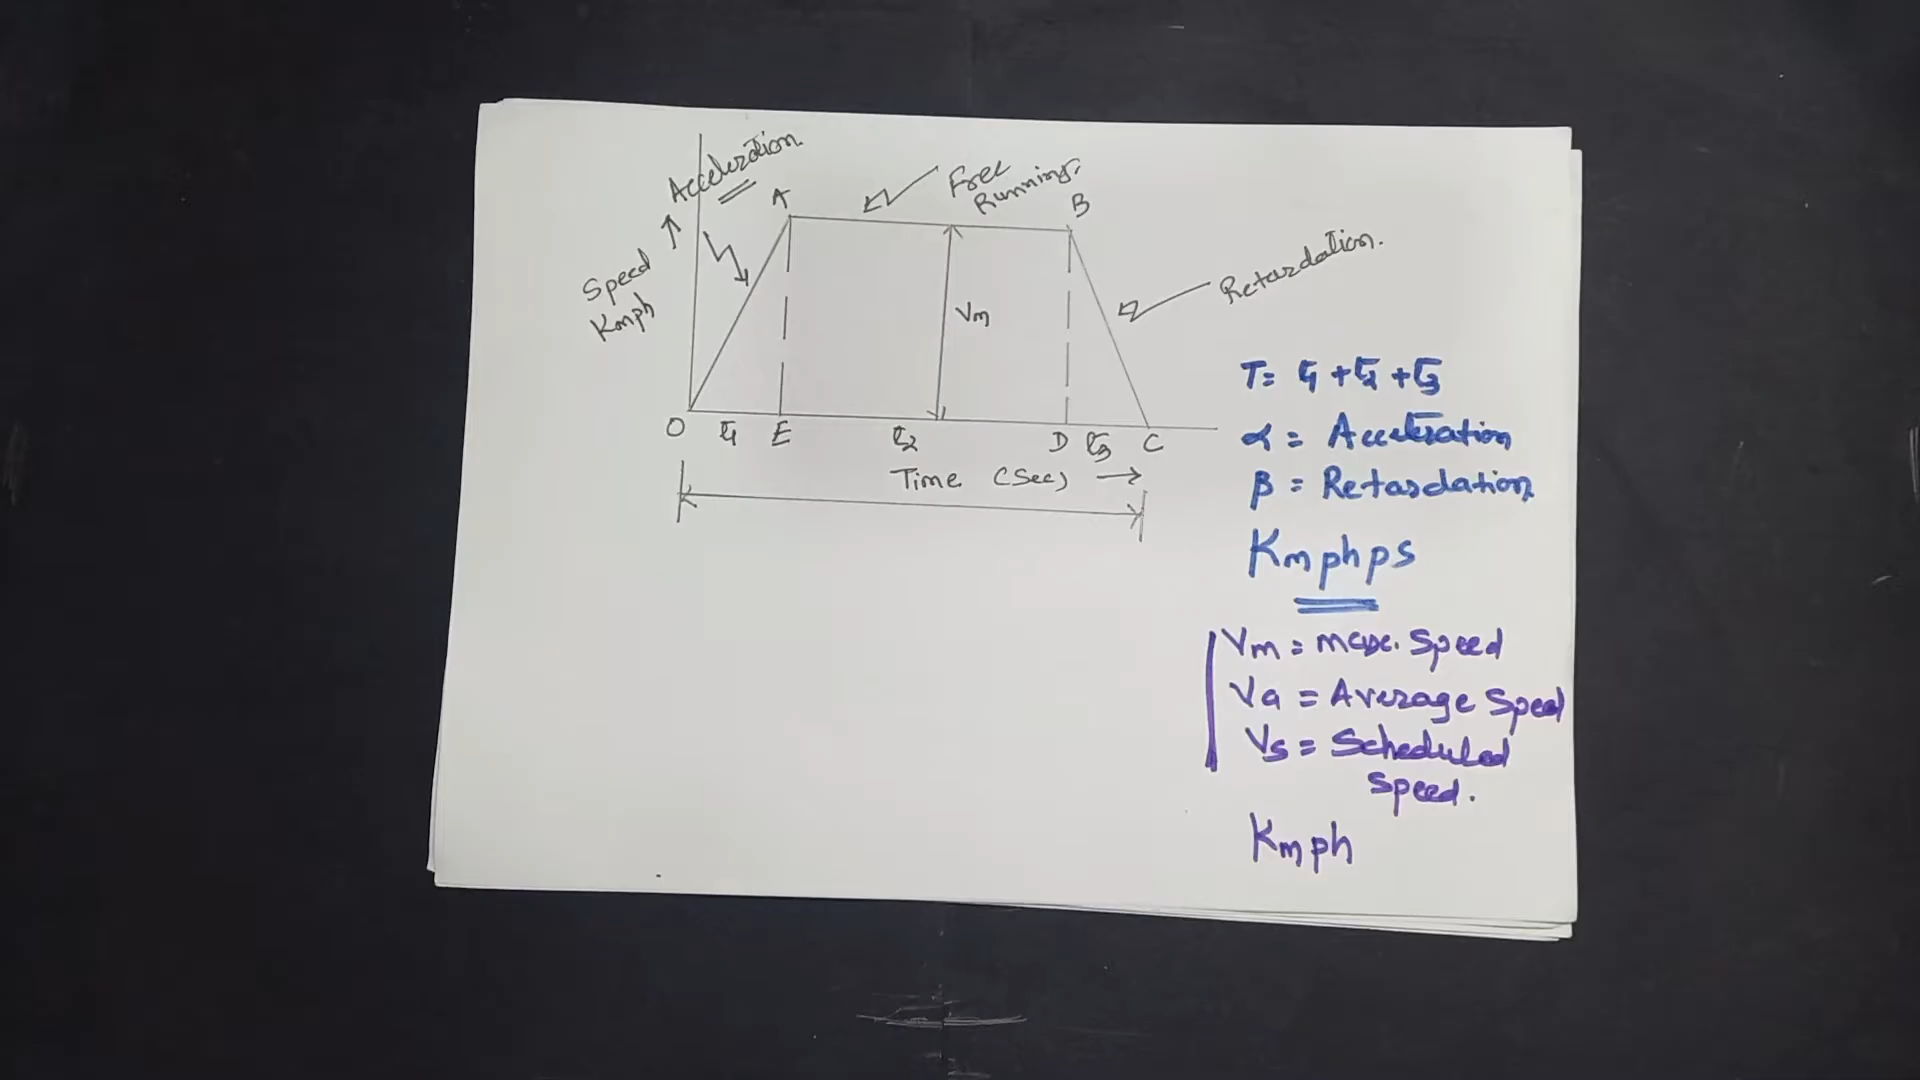 Acceleration
Free
Running
A
B
Speed
Kmph
Retardation.
Vm
O t1 E t2 D t3 C
Time (Sec)
T= t1 + t2 + t3
α = Acceleration
β = Retardation
Kmphps
Vm = max. Speed
Va = Average Speed
Vs = Scheduled
Speed.
Kmph